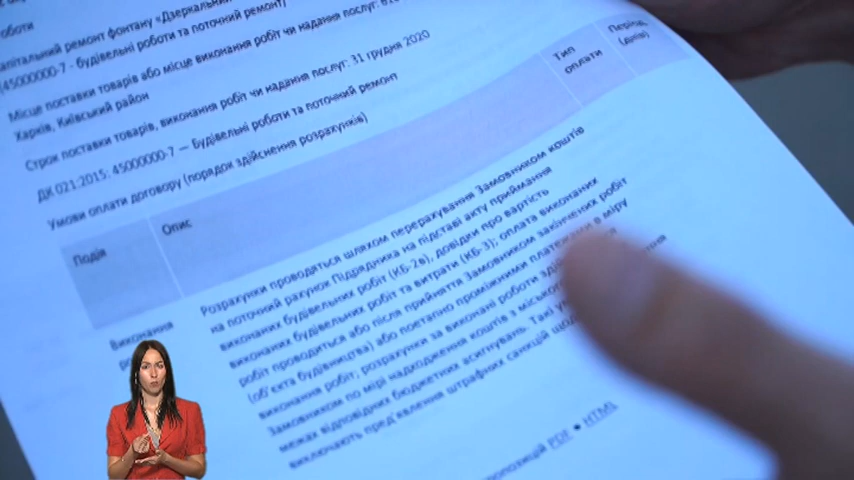 роботи
капітальний ремонт фонтану «Дзеркальний
(45000000-7 - будівельні роботи та поточний ремонт)
Місце поставки товарів або місце виконання робіт чи надання послуг:
Харків, Київський район
Строк поставки товарів, виконання робіт чи надання послуг: 31 грудня 2020
ДК 021:2015: 45000000-7 — Будівельні роботи та поточний ремонт
Умови оплати договору (порядок здійснення розрахунків)
Подія
Опис
Тип
оплати
Період,
(днів)
Виконання
Розрахунки проводяться шляхом перерахування Замовником коштів
на поточний рахунок Підрядника на підставі акту приймання
виконаних будівельних робіт (КБ-2в), довідки про вартість
виконаних будівельних робіт та витрати (КБ-3); оплата виконаних
робіт проводиться або після прийняття Замовником закінчених робіт
(об'єкта будівництва) або поетапно проміжними платежами в міру
виконання робіт; розрахунки за виконані роботи
Замовником по мірі надходження коштів з
межах відповідних бюджетних асигнувань. Такі
виключають пред'явлення штрафних санкцій щодо
пропозицій PDF ● HTML